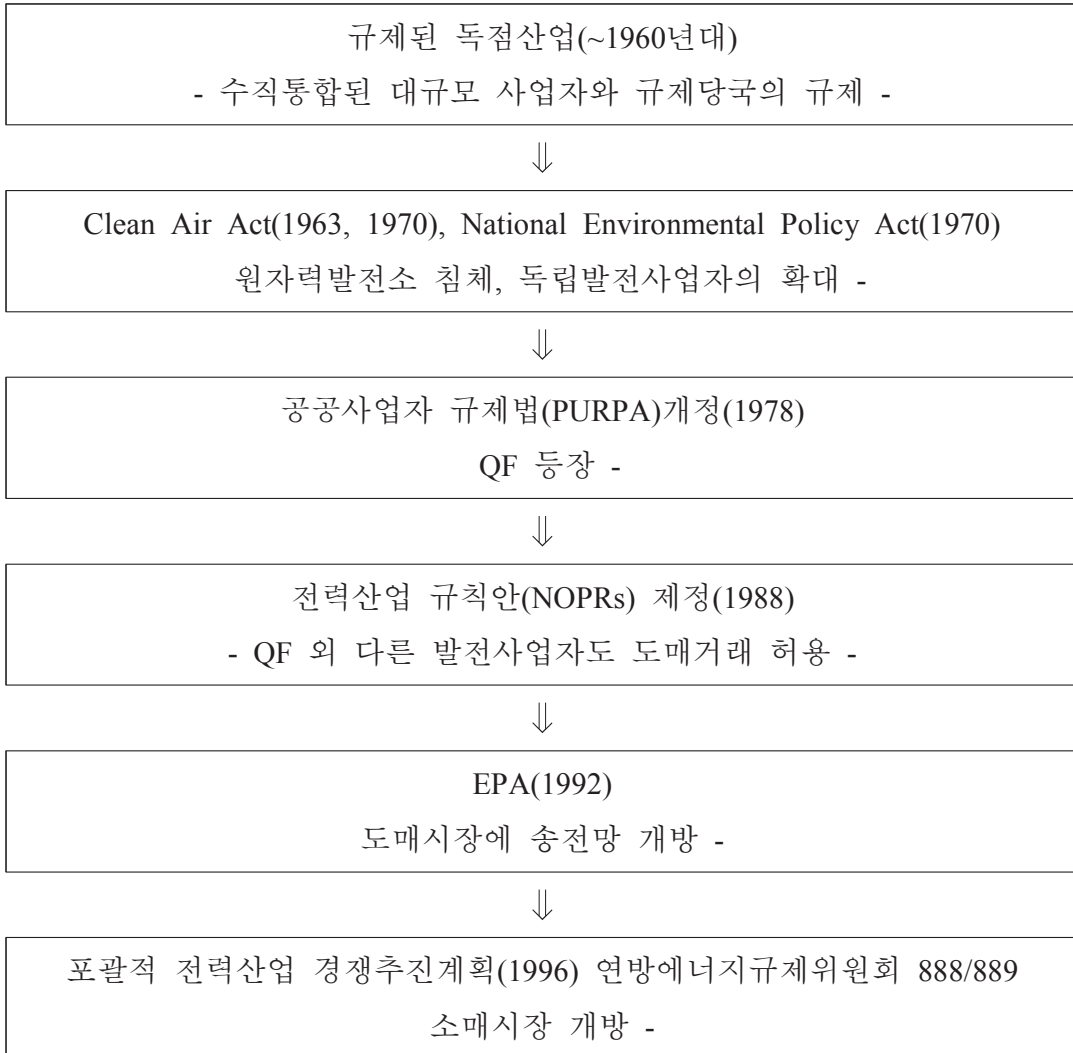 규제된 독점산업(~1960년대)
- 수직통합된 대규모 사업자와 규제당국의 규제 -
⇓
Clean Air Act(1963, 1970), National Environmental Policy Act(1970)
원자력발전소 침체, 독립발전사업자의 확대 -
⇓
공공사업자 규제법(PURPA)개정(1978)
QF 등장 -
⇓
전력산업 규칙안(NOPRs) 제정(1988)
- QF 외 다른 발전사업자도 도매거래 허용 -
⇓
EPA(1992)
도매시장에 송전망 개방 -
⇓
포괄적 전력산업 경쟁추진계획(1996) 연방에너지규제위원회 888/889
소매시장 개방 -